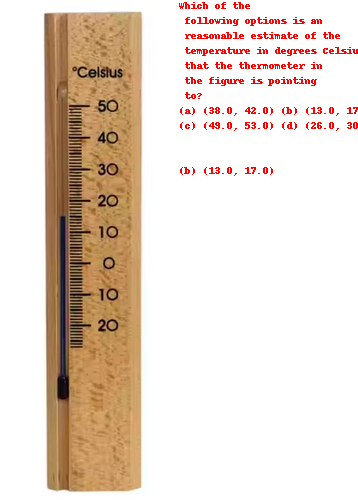 Which of the
following options is an
reasonable estimate of the
temperature in degrees Celsiu
that the thermometer in
the figure is pointing
to?
(a) (38.0, 42.0) (b) (13.0, 17
(c) (49.0, 53.0) (d) (26.0, 30
(b) (13.0, 17.0)
°Celsius
50
40
30
20
10
0
10
20